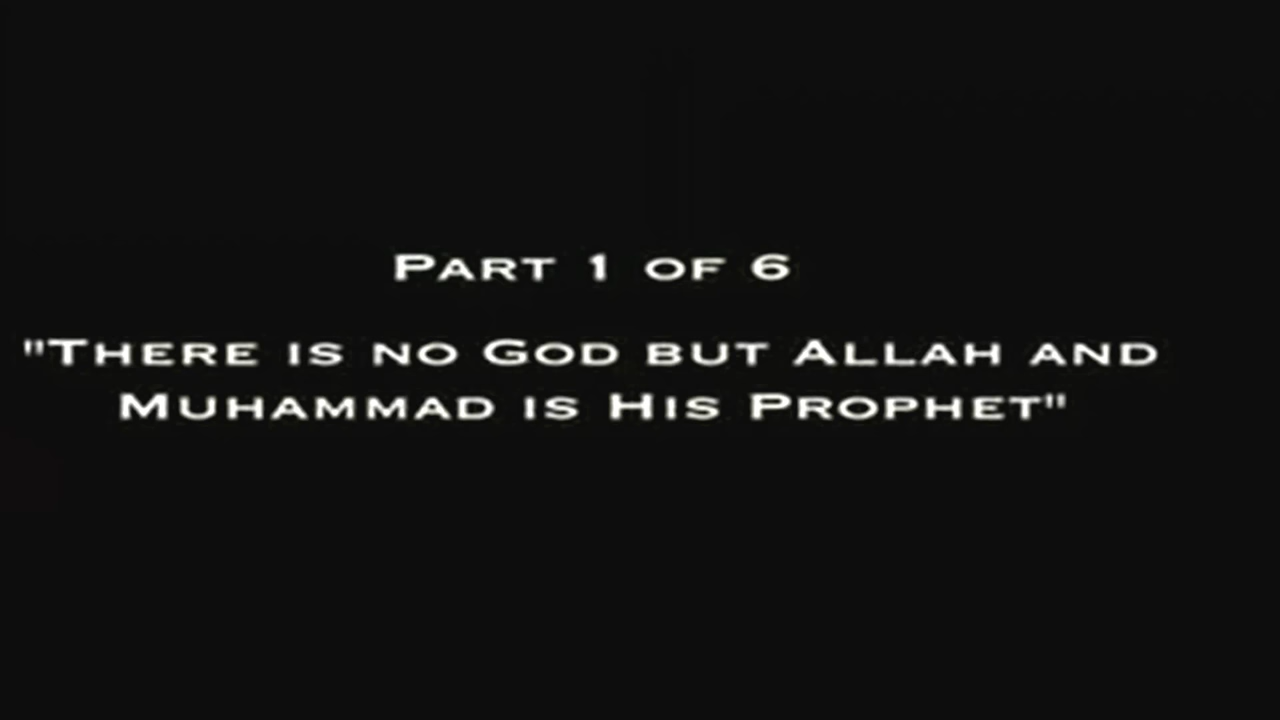 Part 1 of 6
"There is no God but Allah and
Muhammad is His Prophet"